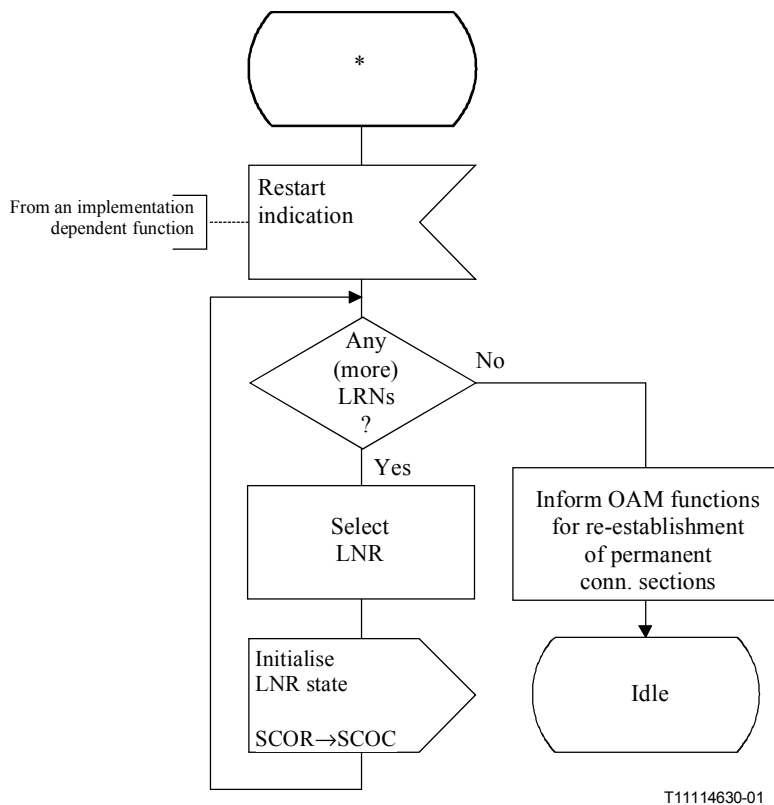 *
Restart
indication
From an implementation
dependent function
Any
(more)
LRNs
?
No
Yes
Select
LNR
Inform OAM functions
for re-establishment
of permanent
conn. sections
Initialise
LNR state
SCOR→SCOC
Idle
T11114630-01